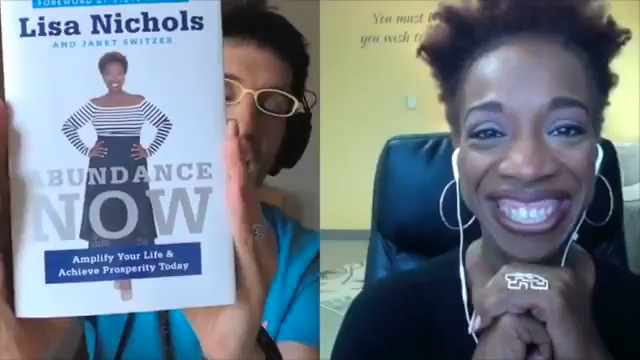 FOREWORD BY
Lisa Nichols
AND JANET SWITZER
ABUNDANCE
NOW
Amplify Your Life &
Achieve Prosperity Today
You must
you wish to